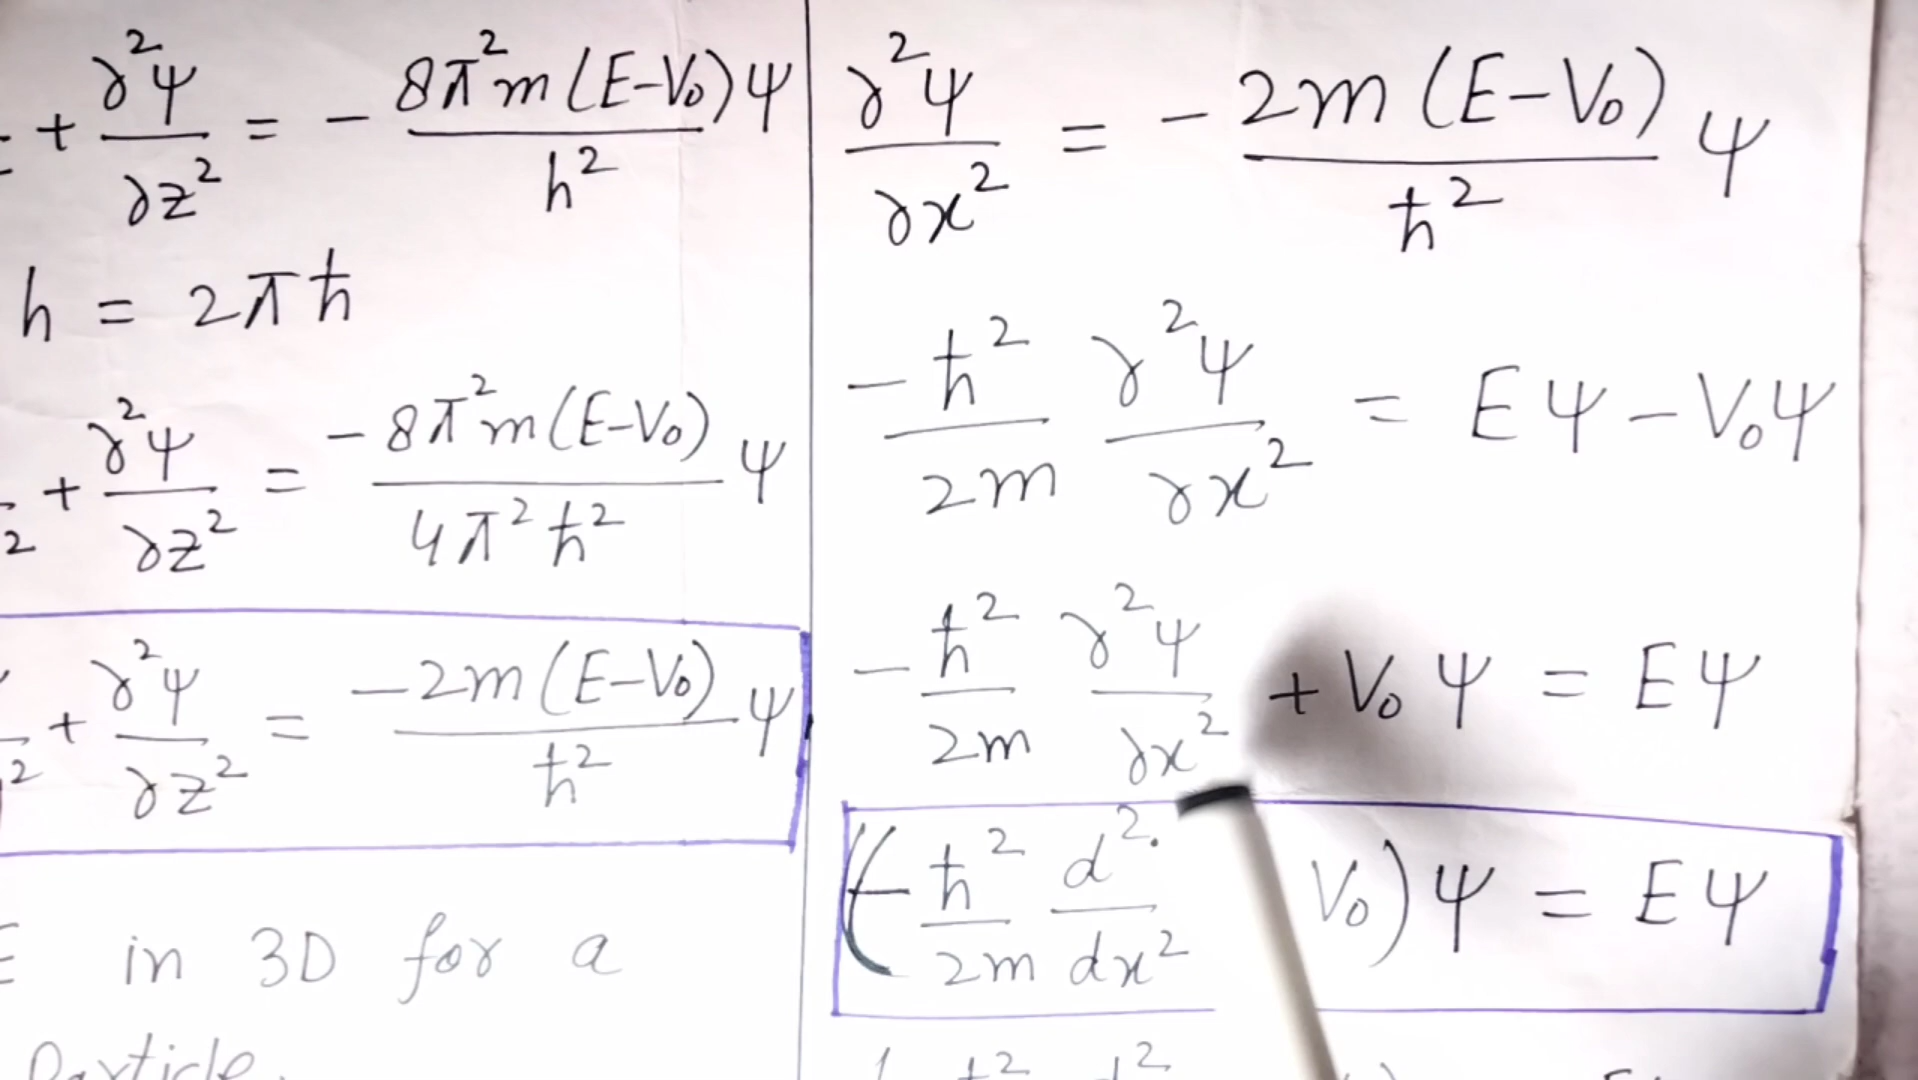 + ∂²ψ/∂z² = - 8π²m(E-V₀)ψ/h²
h = 2πħ
+ ∂²ψ/∂z² = -8π²m(E-V₀)/4π²ħ² ψ
+ ∂²ψ/∂z² = -2m(E-V₀)/ħ² ψ
in 3D for a
Particle.
∂²ψ/∂x² = - 2m(E-V₀)/ħ² ψ
-ħ²/2m ∂²ψ/∂x² = Eψ - V₀ψ
-ħ²/2m ∂²ψ/∂x² + V₀ψ = Eψ
(-ħ²/2m d²/dx² V₀)ψ = Eψ